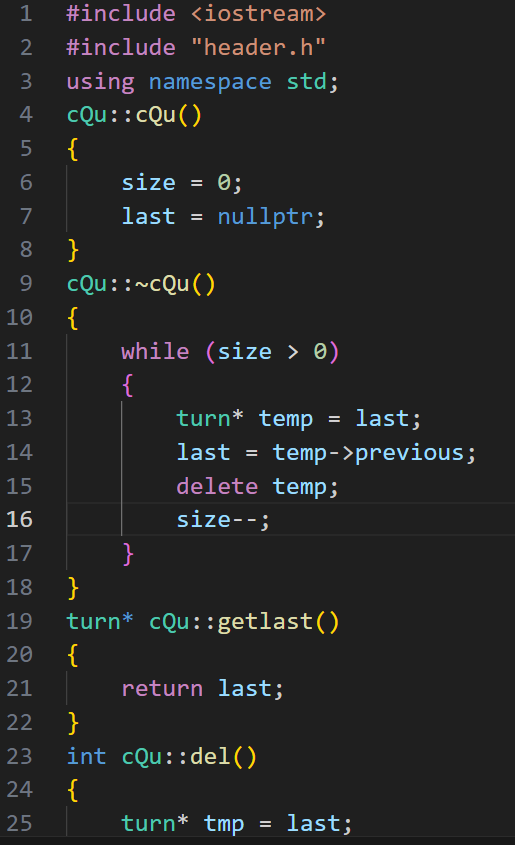 1 #include <iostream>
2 #include "header.h"
3 using namespace std;
4 cQu::cQu()
5 {
6     size = 0;
7     last = nullptr;
8 }
9 cQu::~cQu()
10 {
11     while (size > 0)
12     {
13         turn* temp = last;
14         last = temp->previous;
15         delete temp;
16         size--;
17     }
18 }
19 turn* cQu::getlast()
20 {
21     return last;
22 }
23 int cQu::del()
24 {
25     turn* tmp = last;